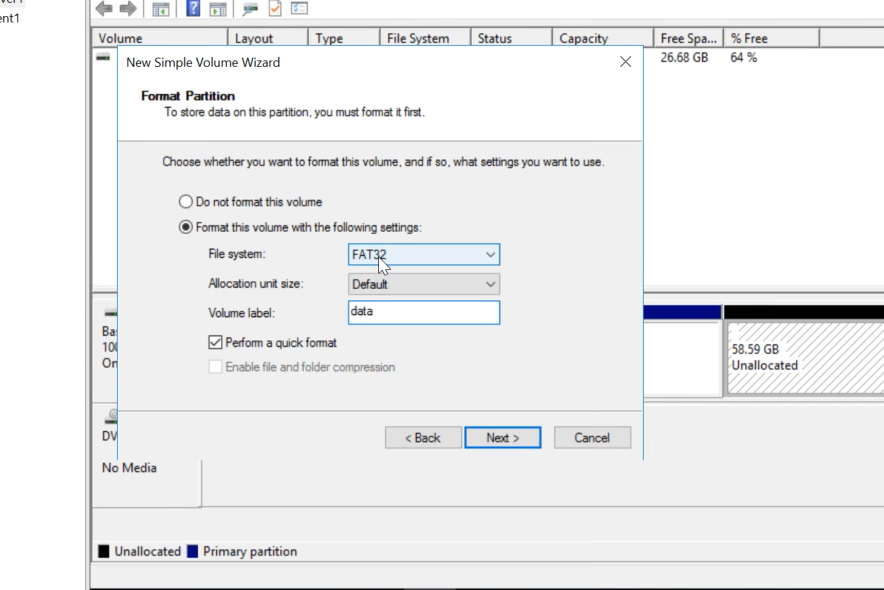 ent1
Volume Layout Type File System Status Capacity Free Spa... % Free
26.68 GB 64 %
New Simple Volume Wizard
Format Partition
To store data on this partition, you must format it first.
Choose whether you want to format this volume, and if so, what settings you want to use.
Do not format this volume
Format this volume with the following settings:
File system: FAT32
Allocation unit size: Default
Volume label: data
Perform a quick format
Enable file and folder compression
< Back Next > Cancel
Ba
100
On
58.59 GB
Unallocated
DV
No Media
Unallocated Primary partition